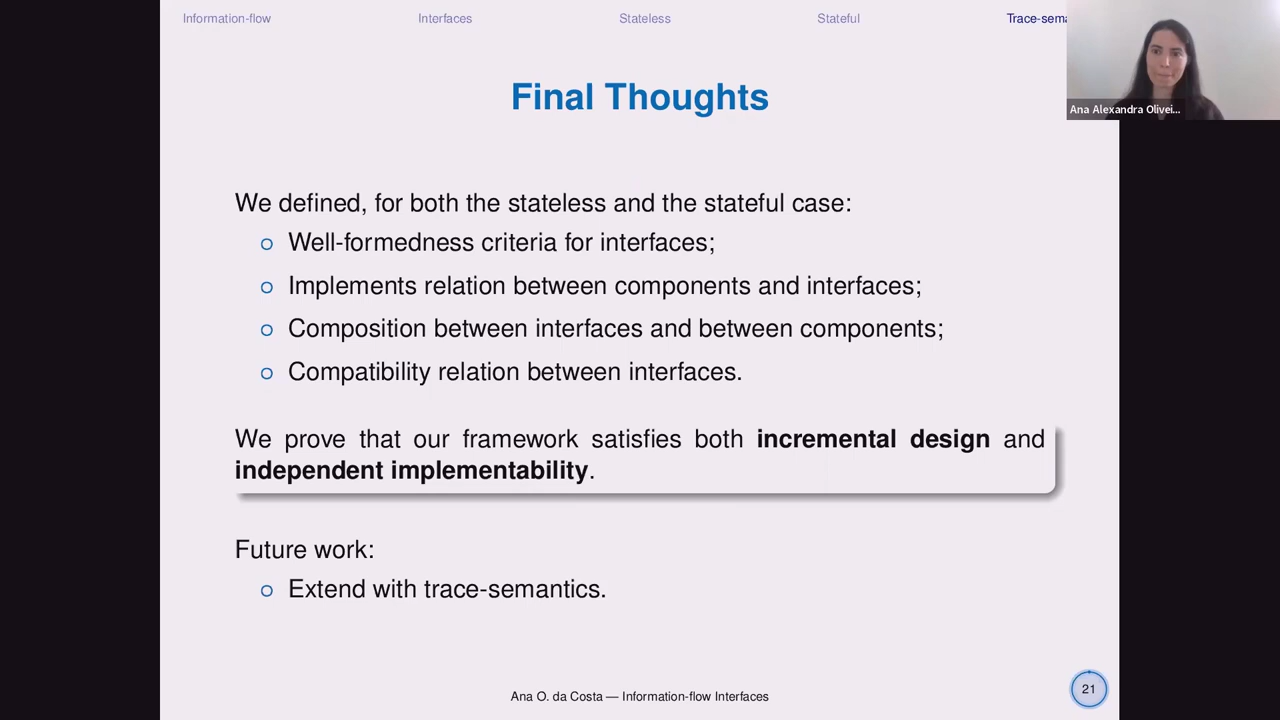 Information-flow Interfaces Stateless Stateful Trace-sema
Ana Alexandra Olivei...
Final Thoughts
We defined, for both the stateless and the stateful case:
Well-formedness criteria for interfaces;
Implements relation between components and interfaces;
Composition between interfaces and between components;
Compatibility relation between interfaces.
We prove that our framework satisfies both incremental design and
independent implementability.
Future work:
Extend with trace-semantics.
Ana O. da Costa — Information-flow Interfaces
21